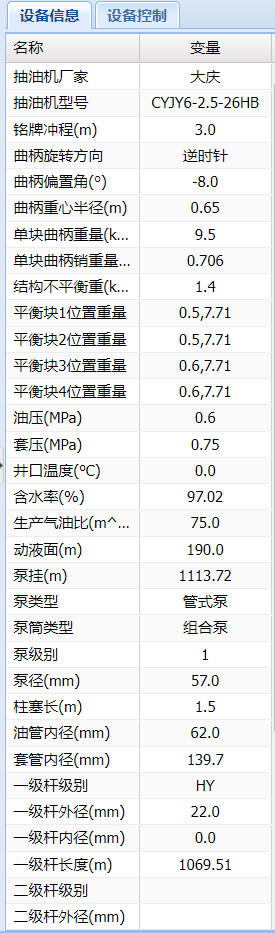 设备信息 设备控制
名称 变量
抽油机厂家 大庆
抽油机型号 CYJY6-2.5-26HB
铭牌冲程(m) 3.0
曲柄旋转方向 逆时针
曲柄偏置角(°) -8.0
曲柄重心半径(m) 0.65
单块曲柄重量(k... 9.5
单块曲柄销重量... 0.706
结构不平衡重(k... 1.4
平衡块1位置重量 0.5,7.71
平衡块2位置重量 0.5,7.71
平衡块3位置重量 0.6,7.71
平衡块4位置重量 0.6,7.71
油压(MPa) 0.6
套压(MPa) 0.75
井口温度(℃) 0.0
含水率(%) 97.02
生产气油比(m^... 75.0
动液面(m) 190.0
泵挂(m) 1113.72
泵类型 管式泵
泵筒类型 组合泵
泵级别 1
泵径(mm) 57.0
柱塞长(m) 1.5
油管内径(mm) 62.0
套管内径(mm) 139.7
一级杆级别 HY
一级杆外径(mm) 22.0
一级杆内径(mm) 0.0
一级杆长度(m) 1069.51
二级杆级别
二级杆外径(mm)